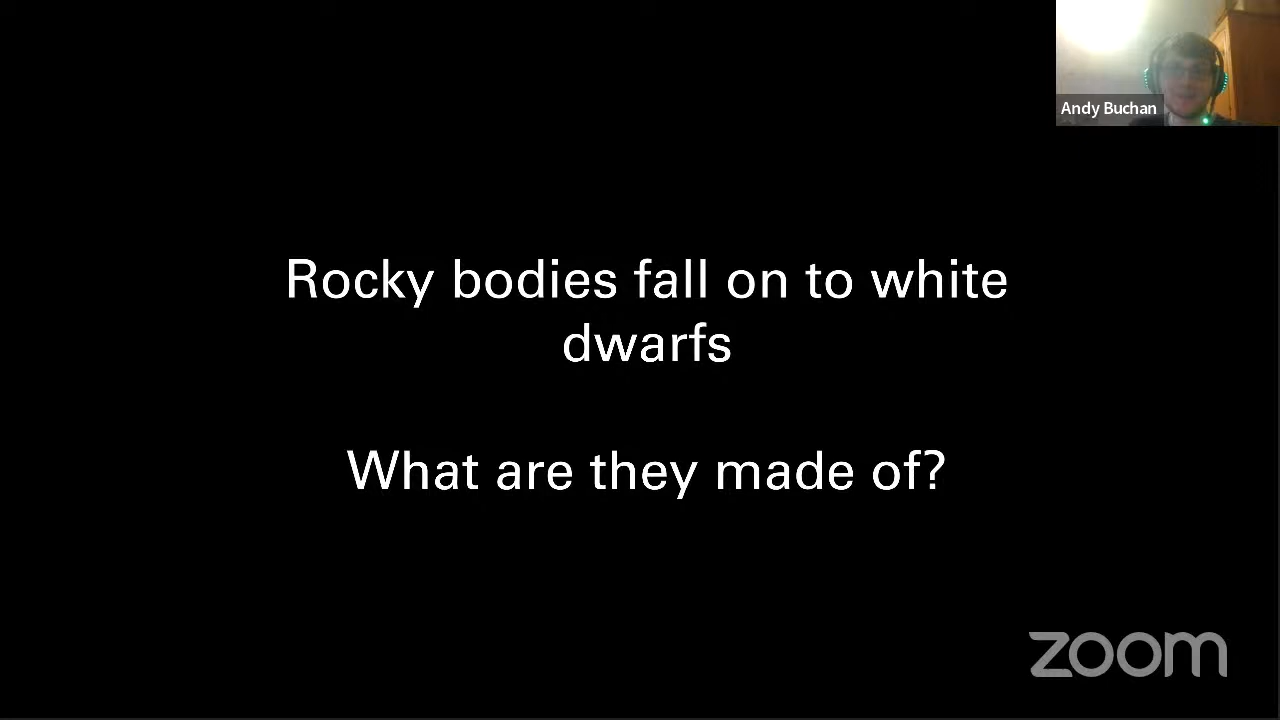 Andy Buchan
Rocky bodies fall on to white
dwarfs
What are they made of?
zoom